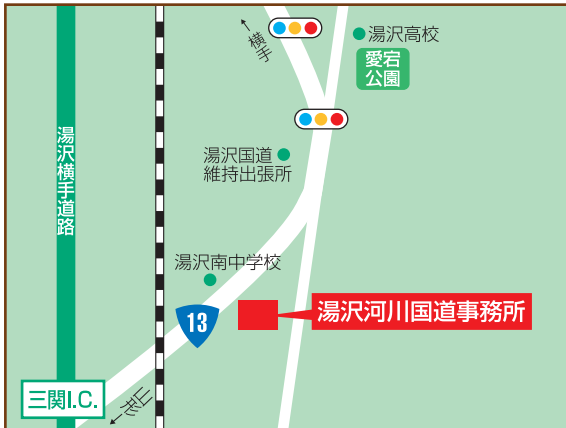 ←横手
湯沢高校
愛宕
公園
湯沢国道
維持出張所
湯沢横手道路
湯沢南中学校
13
湯沢河川国道事務所
三関I.C.
←山形